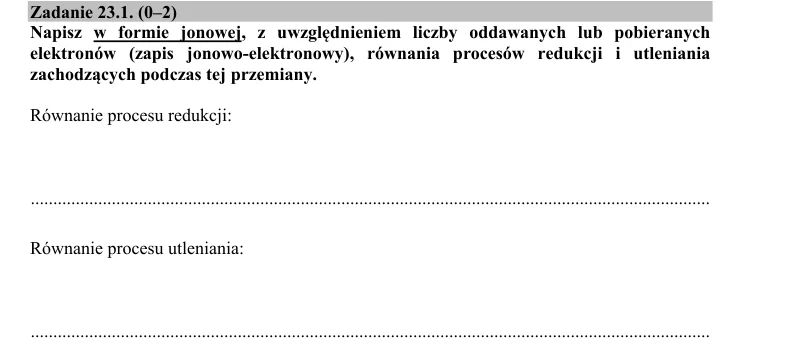 Zadanie 23.1. (0–2)
Napisz w formie jonowej, z uwzględnieniem liczby oddawanych lub pobieranych
elektronów (zapis jonowo-elektronowy), równania procesów redukcji i utleniania
zachodzących podczas tej przemiany.
Równanie procesu redukcji:
.......................................................................................................................................................
Równanie procesu utleniania:
.......................................................................................................................................................